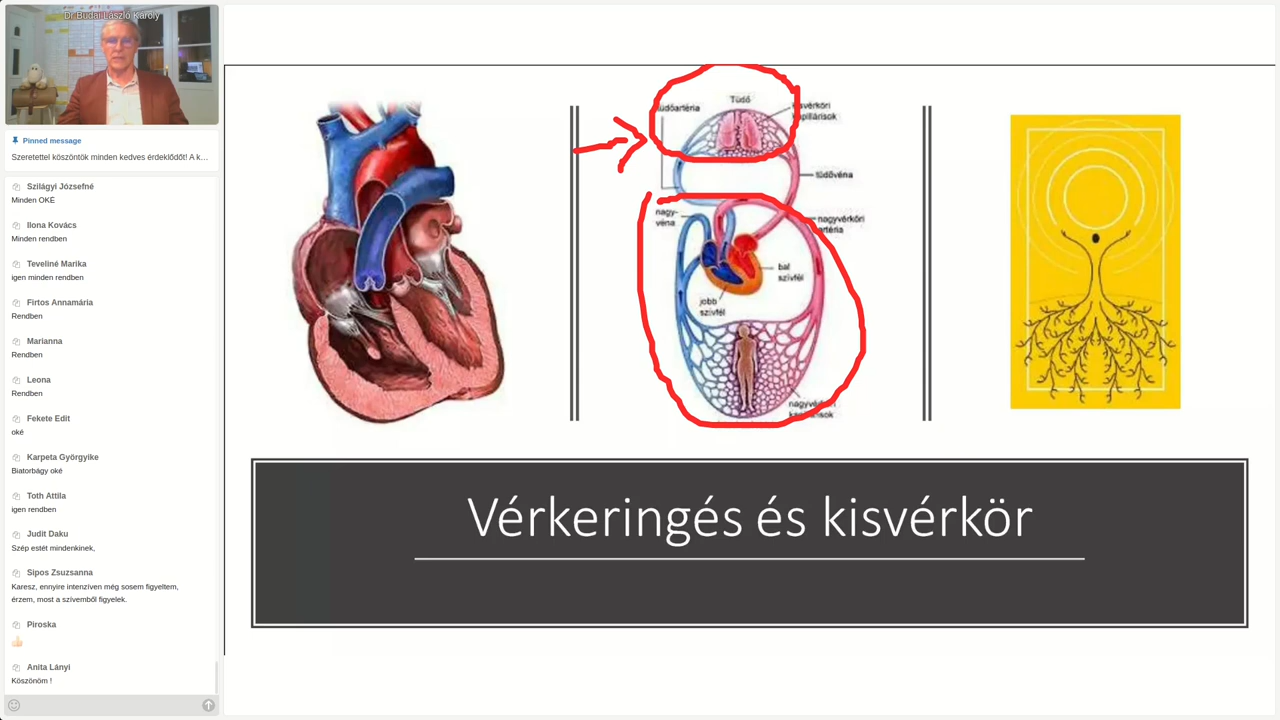 Dr Budai László Károly
Pinned message
Szeretettel köszöntök minden kedves érdeklődőt! A k…
Szilágyi Józsefné
Minden OKÉ
Ilona Kovács
Minden rendben
Teveliné Marika
igen minden rendben
Firtos Annamária
Rendben
Marianna
Rendben
Leona
Rendben
Fekete Edit
oké
Karpeta Györgyike
Biatorbágy oké
Toth Attila
igen rendben
Judit Daku
Szép estét mindenkinek,
Sipos Zsuzsanna
Karesz, ennyire intenzíven még sosem figyeltem,
érzem, most a szívemből figyelek.
Piroska
Anita Lányi
Köszönöm !
Tüdő
tüdővéna
nagy-
véna
nagyvérköri
artéria
bal
szívfél
jobb
szívfél
Vérkeringés és kisvérkör